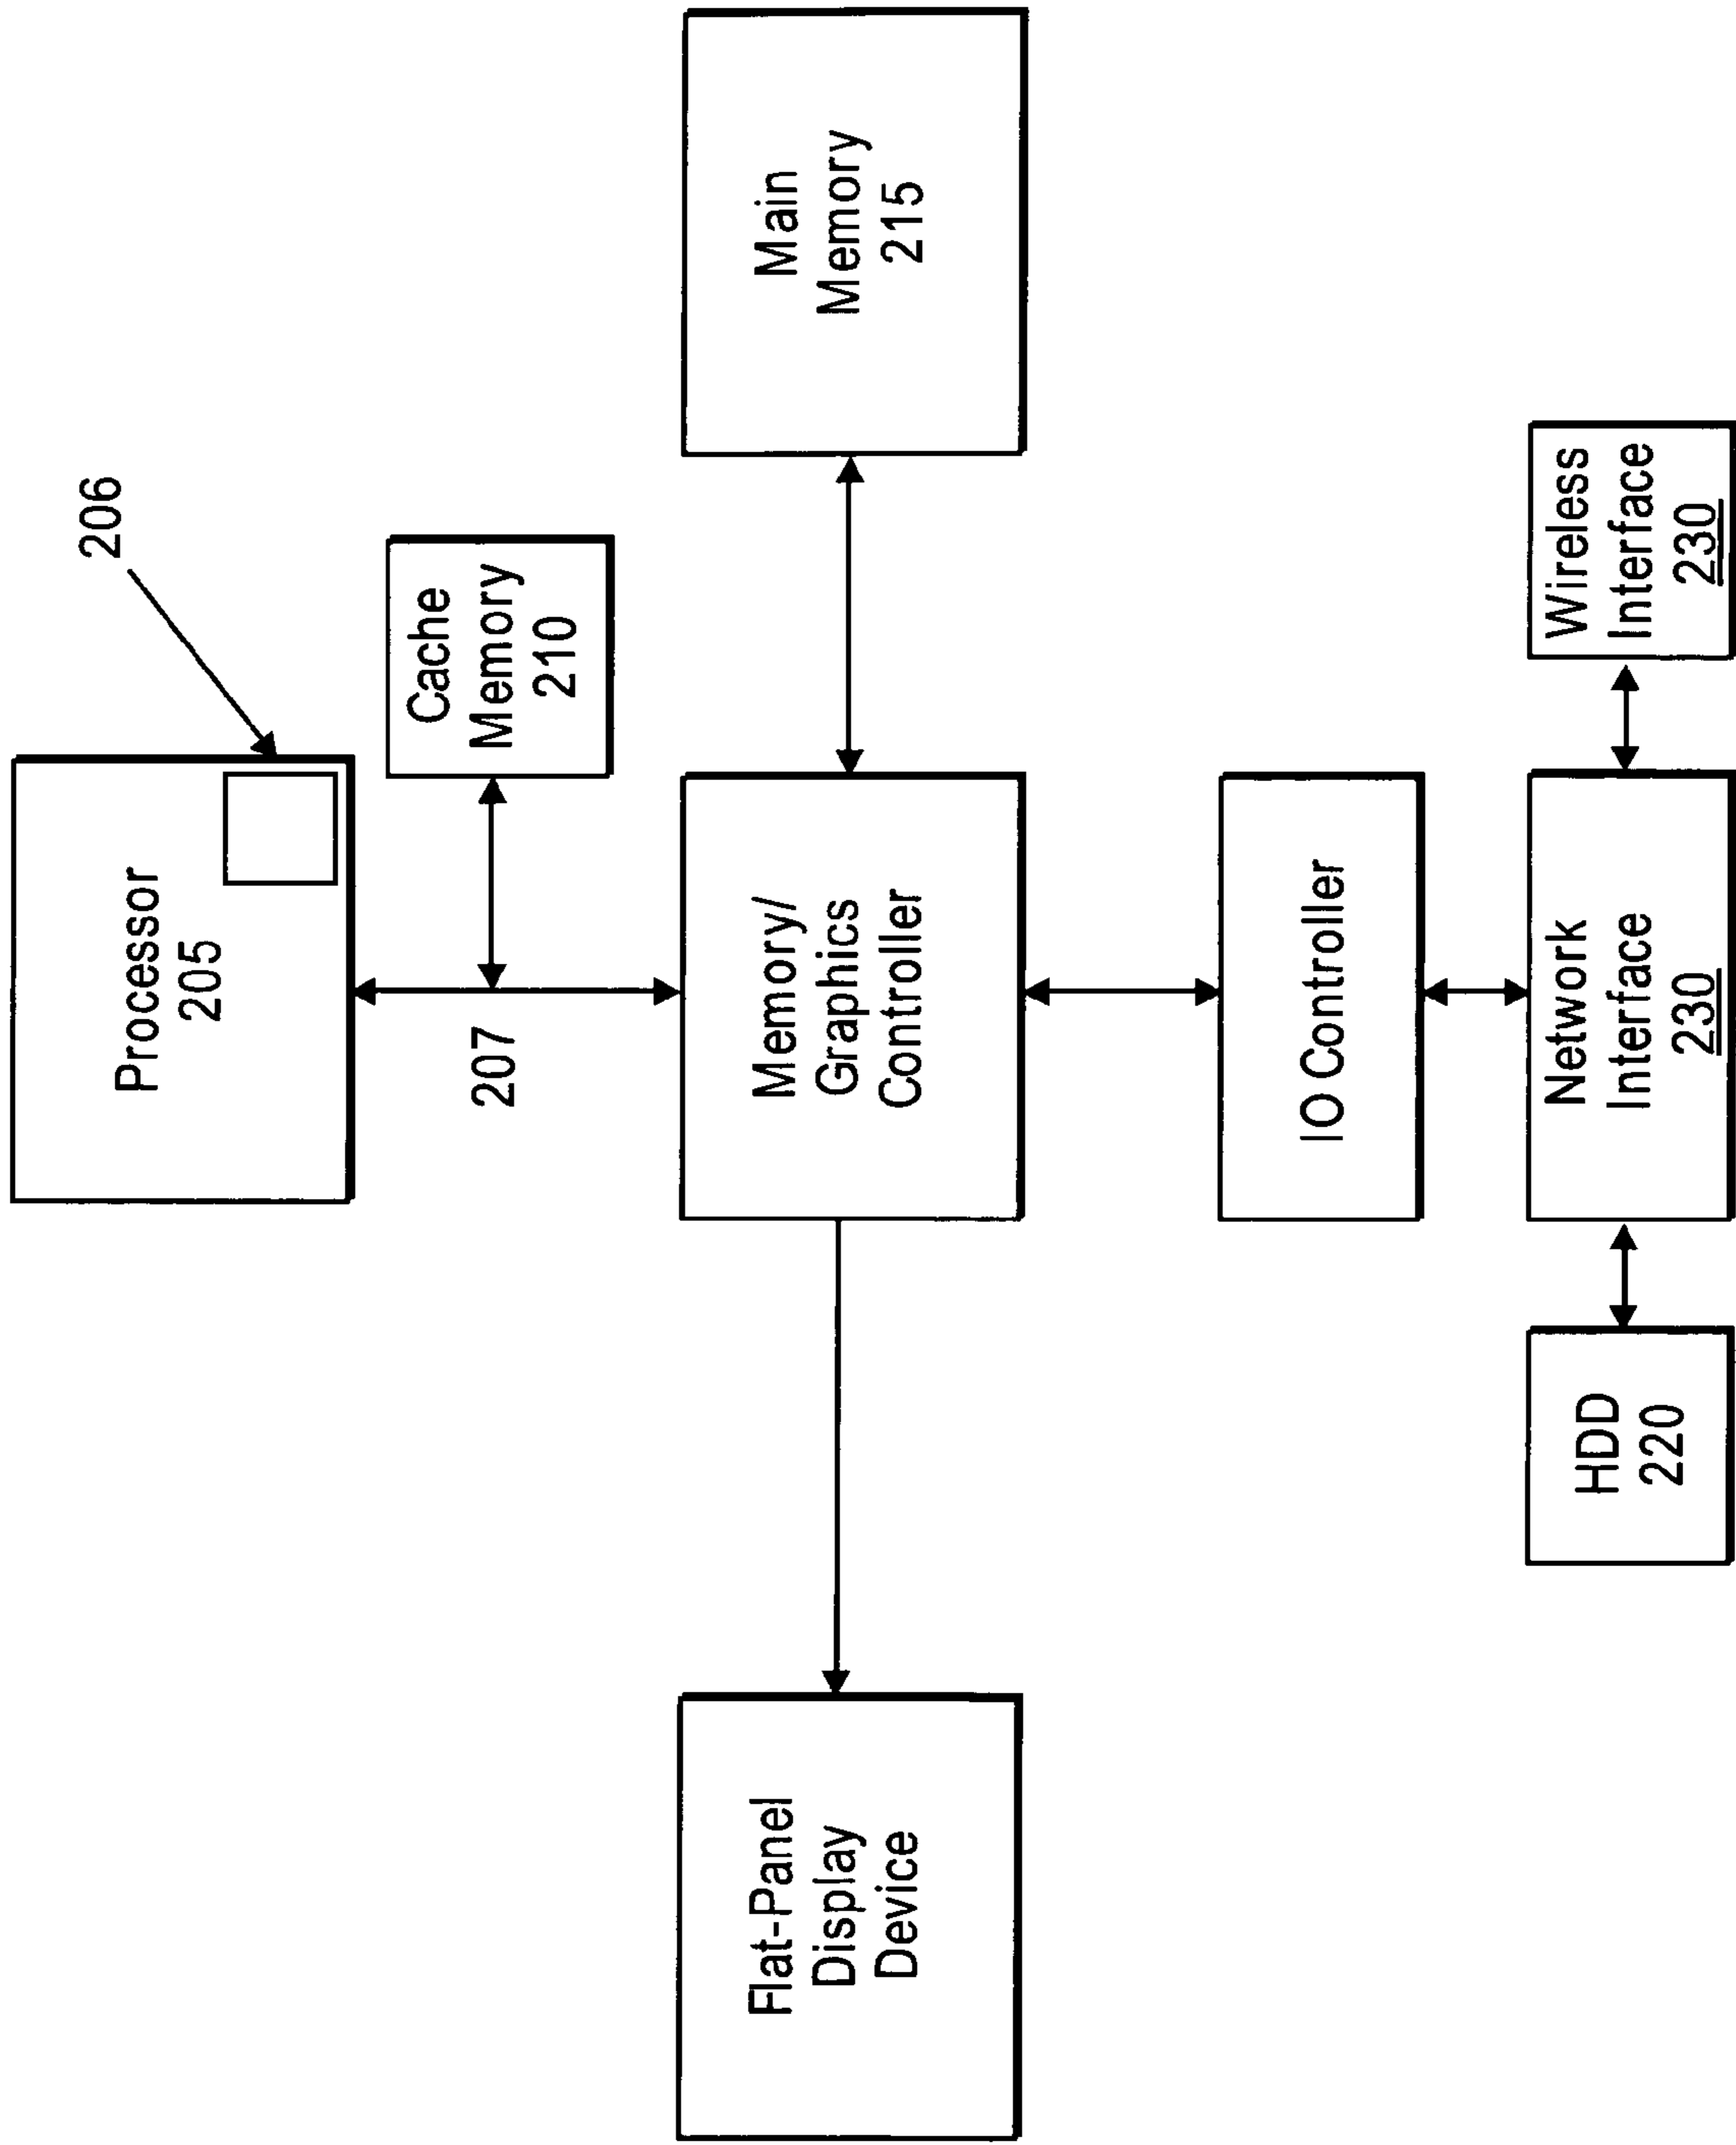 206
Processor
205
Cache
Memory
210
207
Flat-Panel
Display
Device
Memory/
Graphics
Controller
Main
Memory
215
IO Controller
HDD
220
Network
Interface
230
Wireless
Interface
230